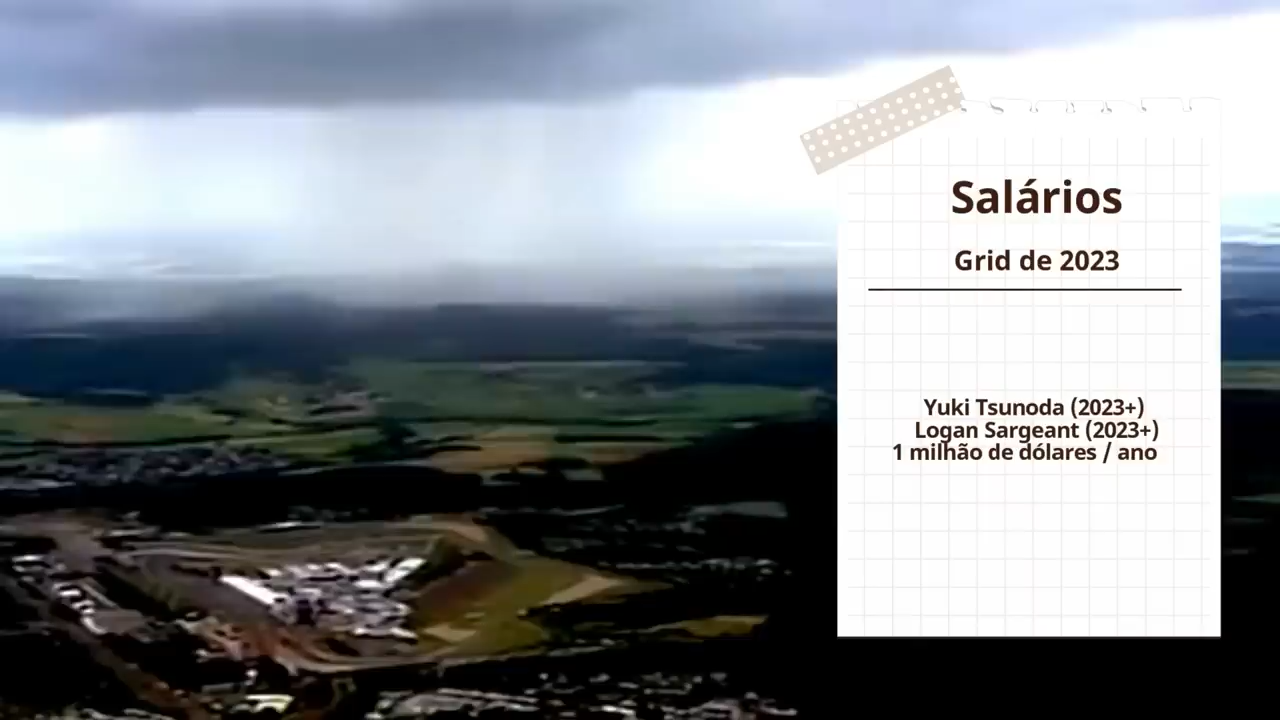 Salários
Grid de 2023
Yuki Tsunoda (2023+)
Logan Sargeant (2023+)
1 milhão de dólares / ano